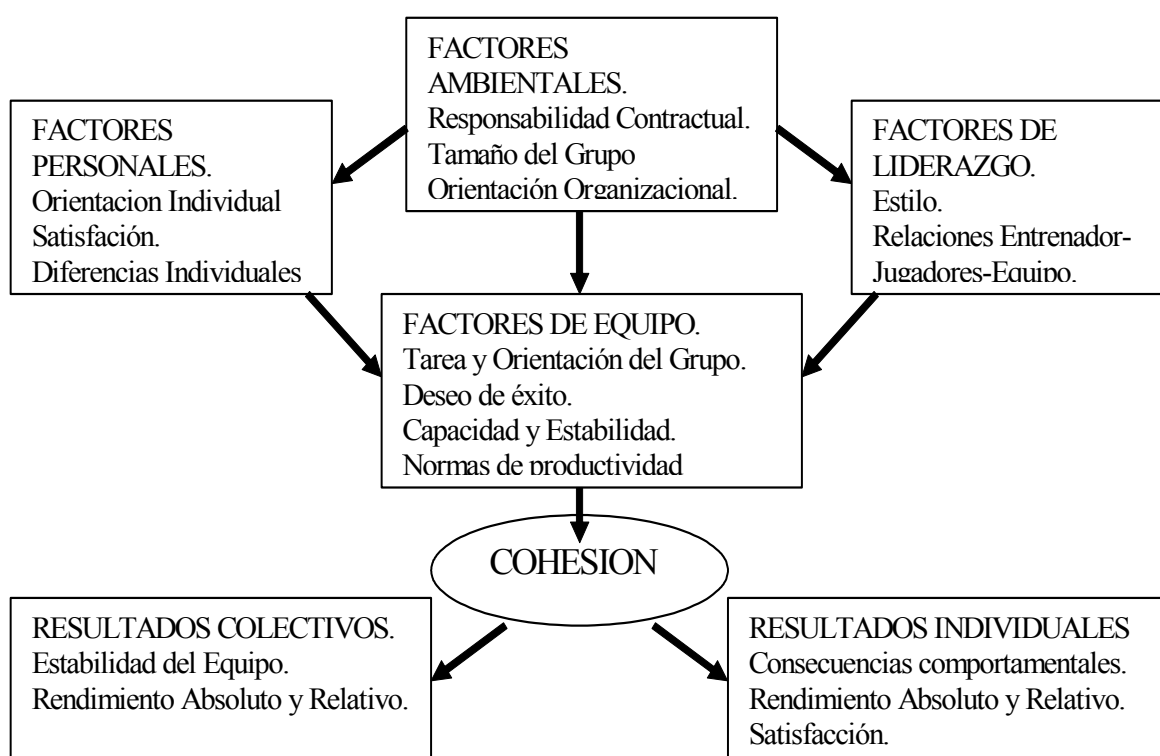 FACTORES
AMBIENTALES.
Responsabilidad Contractual.
Tamaño del Grupo
Orientación Organizacional.
FACTORES
PERSONALES.
Orientacion Individual
Satisfación.
Diferencias Individuales
FACTORES DE
LIDERAZGO.
Estilo.
Relaciones Entrenador-
Jugadores-Equipo.
FACTORES DE EQUIPO.
Tarea y Orientación del Grupo.
Deseo de éxito.
Capacidad y Estabilidad.
Normas de productividad
COHESION
RESULTADOS COLECTIVOS.
Estabilidad del Equipo.
Rendimiento Absoluto y Relativo.
RESULTADOS INDIVIDUALES
Consecuencias comportamentales.
Rendimiento Absoluto y Relativo.
Satisfacción.